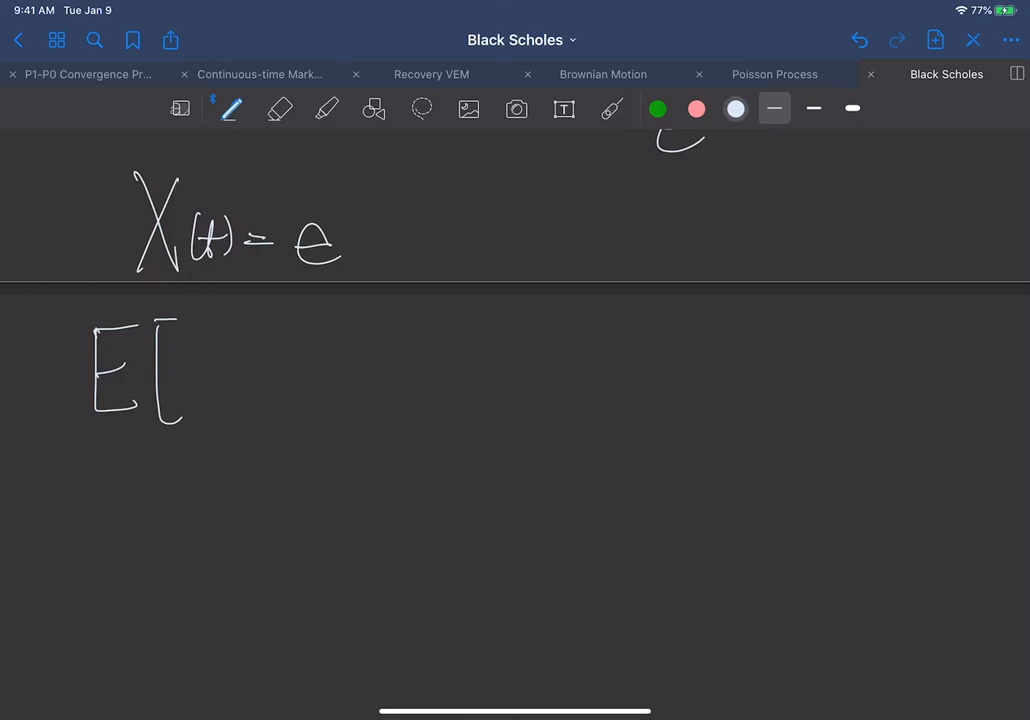 9:41 AM Tue Jan 9 77%
Black Scholes
P1-P0 Convergence Pr... Continuous-time Mark... Recovery VEM Brownian Motion Poisson Process Black Scholes
X(t) = e
E[